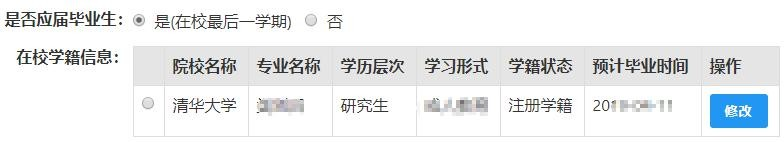 是否应届毕业生： 是(在校最后一学期) 否
在校学籍信息：
院校名称 专业名称 学历层次 学习形式 学籍状态 预计毕业时间 操作
清华大学 研究生 注册学籍 修改